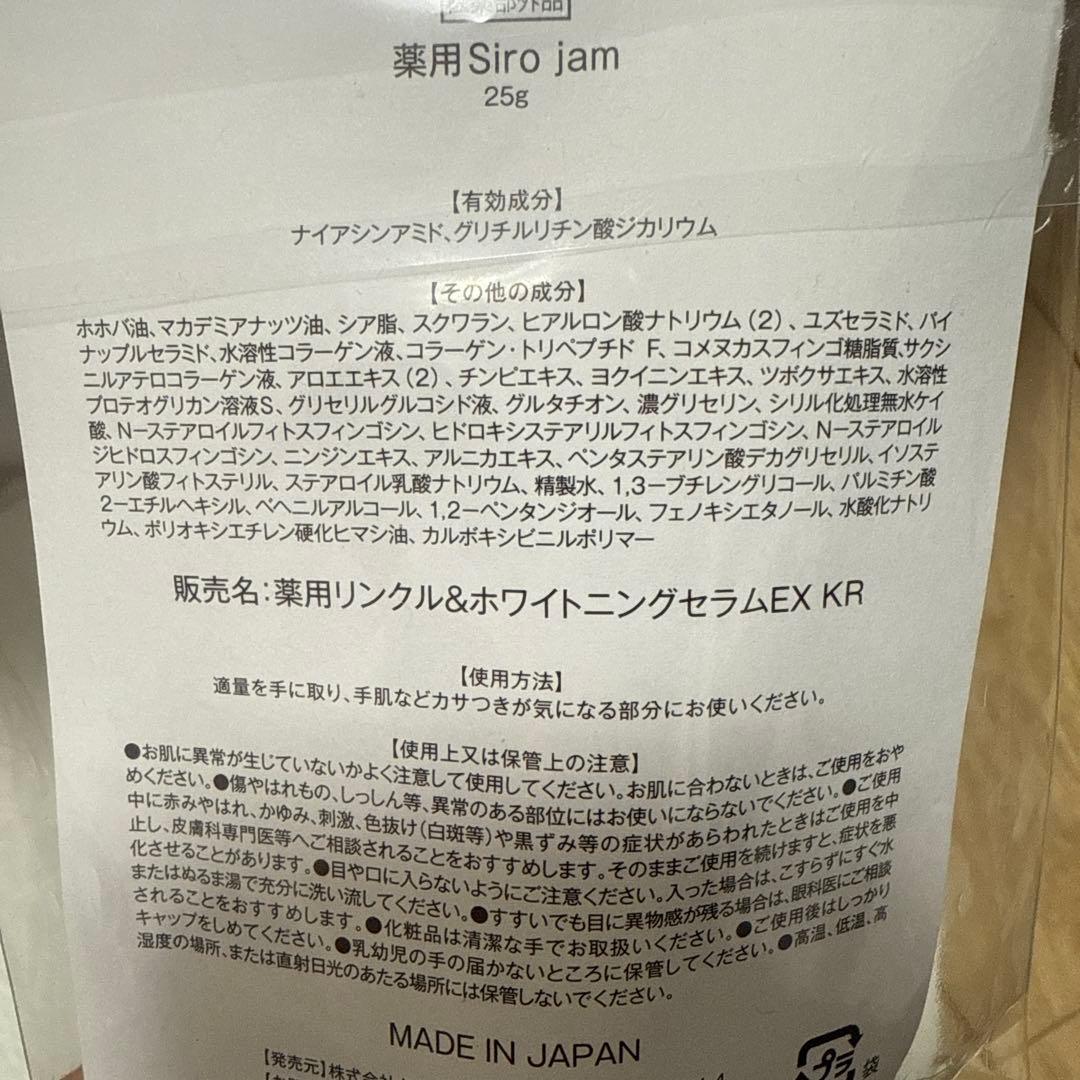 医薬部外品
薬用Siro jam
25g
【有効成分】
ナイアシンアミド、グリチルリチン酸ジカリウム
【その他の成分】
ホホバ油、マカデミアナッツ油、シア脂、スクワラン、ヒアルロン酸ナトリウム（2）、ユズセラミド、パイ
ナップルセラミド、水溶性コラーゲン液、コラーゲン・トリペプチド F、コメヌカスフィンゴ糖脂質、サクシ
ニルアテロコラーゲン液、アロエエキス（2）、チンピエキス、ヨクイニンエキス、ツボクサエキス、水溶性
プロテオグリカン溶液S、グリセリルグルコシド液、グルタチオン、濃グリセリン、シリル化処理無水ケイ
酸、N－ステアロイルフィトスフィンゴシン、ヒドロキシステアリルフィトスフィンゴシン、N－ステアロイル
ジヒドロスフィンゴシン、ニンジンエキス、アルニカエキス、ペンタステアリン酸デカグリセリル、イソステ
アリン酸フィトステリル、ステアロイル乳酸ナトリウム、精製水、1,3－ブチレングリコール、パルミチン酸
2－エチルヘキシル、ベヘニルアルコール、1,2－ペンタンジオール、フェノキシエタノール、水酸化ナトリ
ウム、ポリオキシエチレン硬化ヒマシ油、カルボキシビニルポリマー
販売名：薬用リンクル&ホワイトニングセラムEX KR
【使用方法】
適量を手に取り、手肌などカサつきが気になる部分にお使いください。
【使用上又は保管上の注意】
●お肌に異常が生じていないかよく注意して使用してください。お肌に合わないときは、ご使用をおや
めください。●傷やはれもの、しっしん等、異常のある部位にはお使いにならないでください。●ご使用
中に赤みやはれ、かゆみ、刺激、色抜け（白斑等）や黒ずみ等の症状があらわれたときはご使用を中
止し、皮膚科専門医等へご相談されることをおすすめします。そのままご使用を続けますと、症状を悪
化させることがあります。●目や口に入らないようにご注意ください。入った場合は、こすらずにすぐ水
またはぬるま湯で充分に洗い流してください。●すすいでも目に異物感が残る場合は、眼科医にご相談
されることをおすすめします。●化粧品は清潔な手でお取扱いください。●ご使用後はしっかり
キャップをしめてください。●乳幼児の手の届かないところに保管してください。●高温、低温、高
湿度の場所、または直射日光のあたる場所には保管しないでください。
MADE IN JAPAN
【発売元】株式会
プラ
袋